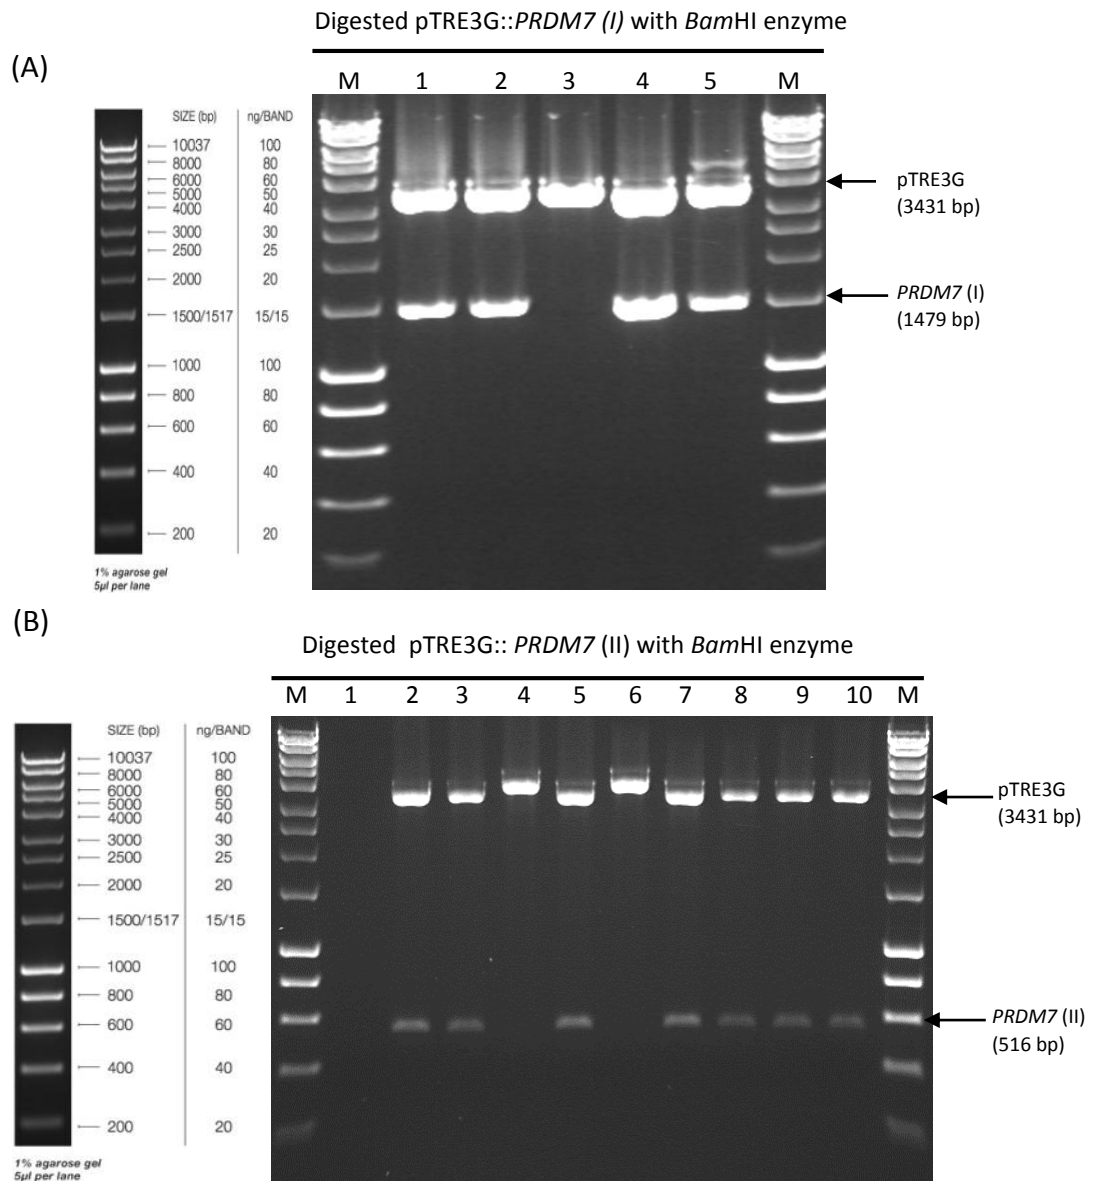 Digested pTRE3G::PRDM7 (I) with BamHI enzyme
(A)
M 1 2 3 4 5 M
SIZE (bp) ng/BAND
10037 100
8000 80
6000 60
5000 50
4000 40
3000 30
2500 25
2000 20
1500/1517 15/15
1000 100
800 80
600 60
400 40
200 20
1% agarose gel
5µl per lane
pTRE3G
(3431 bp)
PRDM7 (I)
(1479 bp)
(B)
Digested pTRE3G:: PRDM7 (II) with BamHI enzyme
M 1 2 3 4 5 6 7 8 9 10 M
SIZE (bp) ng/BAND
10037 100
8000 80
6000 60
5000 50
4000 40
3000 30
2500 25
2000 20
1500/1517 15/15
1000 100
800 80
600 60
400 40
200 20
1% agarose gel
5µl per lane
pTRE3G
(3431 bp)
PRDM7 (II)
(516 bp)